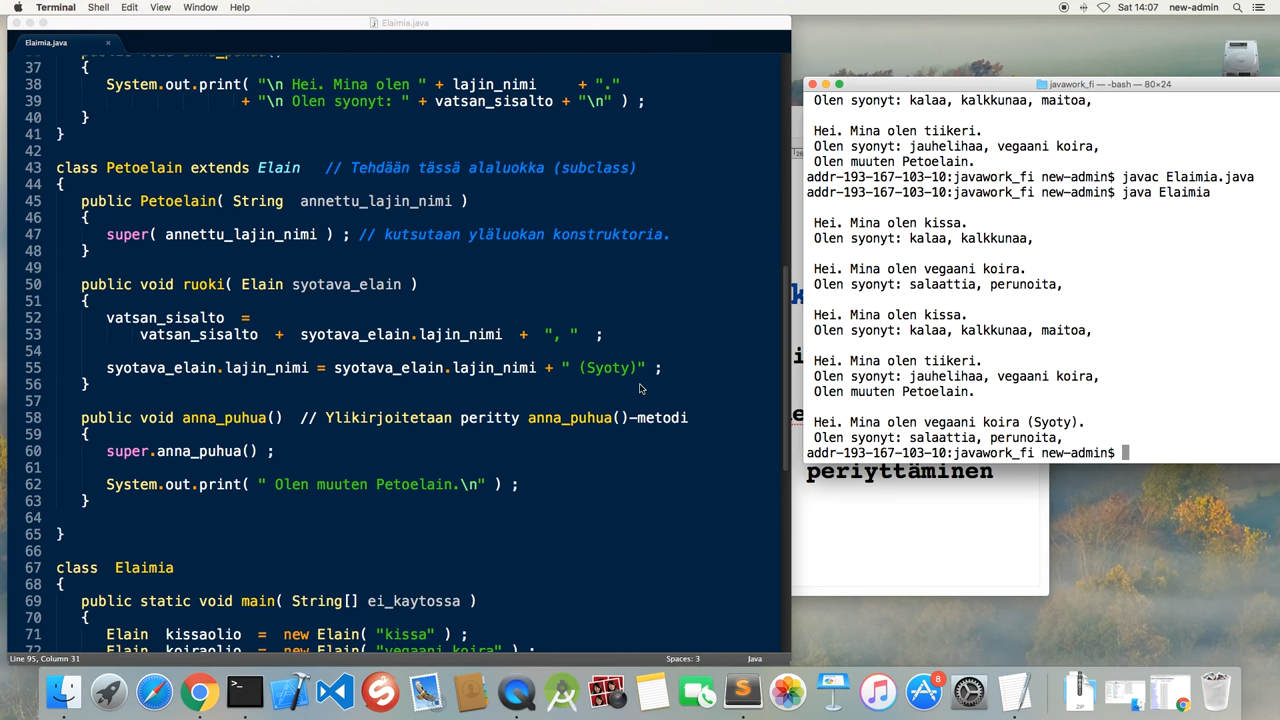 Terminal Shell Edit View Window Help Sat 14:07 new-admin
Elaimia.java
Elaimia.java ×
37 {
38 System.out.print( "\n Hei. Mina olen " + lajin_nimi + "."
39 + "\n Olen syonyt: " + vatsan_sisalto + "\n" ) ;
40 }
41 }
42
43 class Petoelain extends Elain // Tehdään tässä alaluokka (subclass)
44 {
45 public Petoelain( String annettu_lajin_nimi )
46 {
47 super( annettu_lajin_nimi ) ; // kutsutaan yläluokan konstruktoria.
48 }
49
50 public void ruoki( Elain syotava_elain )
51 {
52 vatsan_sisalto =
53 vatsan_sisalto + syotava_elain.lajin_nimi + ", " ;
54
55 syotava_elain.lajin_nimi = syotava_elain.lajin_nimi + " (Syoty)" ;
56 }
57
58 public void anna_puhua() // Ylikirjoitetaan peritty anna_puhua()-metodi
59 {
60 super.anna_puhua() ;
61
62 System.out.print( " Olen muuten Petoelain.\n" ) ;
63 }
64
65 }
66
67 class Elaimia
68 {
69 public static void main( String[] ei_kaytossa )
70 {
71 Elain kissaolio = new Elain( "kissa" ) ;
72 Elain koiraolio = new Elain( "vegaani koira" ) ;
Line 95, Column 31 Spaces: 3 Java
javawork_fi — -bash — 80×24
Olen syonyt: kalaa, kalkkunaa, maitoa,
Hei. Mina olen tiikeri.
Olen syonyt: jauhelihaa, vegaani koira,
Olen muuten Petoelain.
addr-193-167-103-10:javawork_fi new-admin$ javac Elaimia.java
addr-193-167-103-10:javawork_fi new-admin$ java Elaimia
Hei. Mina olen kissa.
Olen syonyt: kalaa, kalkkunaa,
Hei. Mina olen vegaani koira.
Olen syonyt: salaattia, perunoita,
Hei. Mina olen kissa.
Olen syonyt: kalaa, kalkkunaa, maitoa,
Hei. Mina olen tiikeri.
Olen syonyt: jauhelihaa, vegaani koira,
Olen muuten Petoelain.
Hei. Mina olen vegaani koira (Syoty).
Olen syonyt: salaattia, perunoita,
addr-193-167-103-10:javawork_fi new-admin$
periyttäminen
8
ZIP